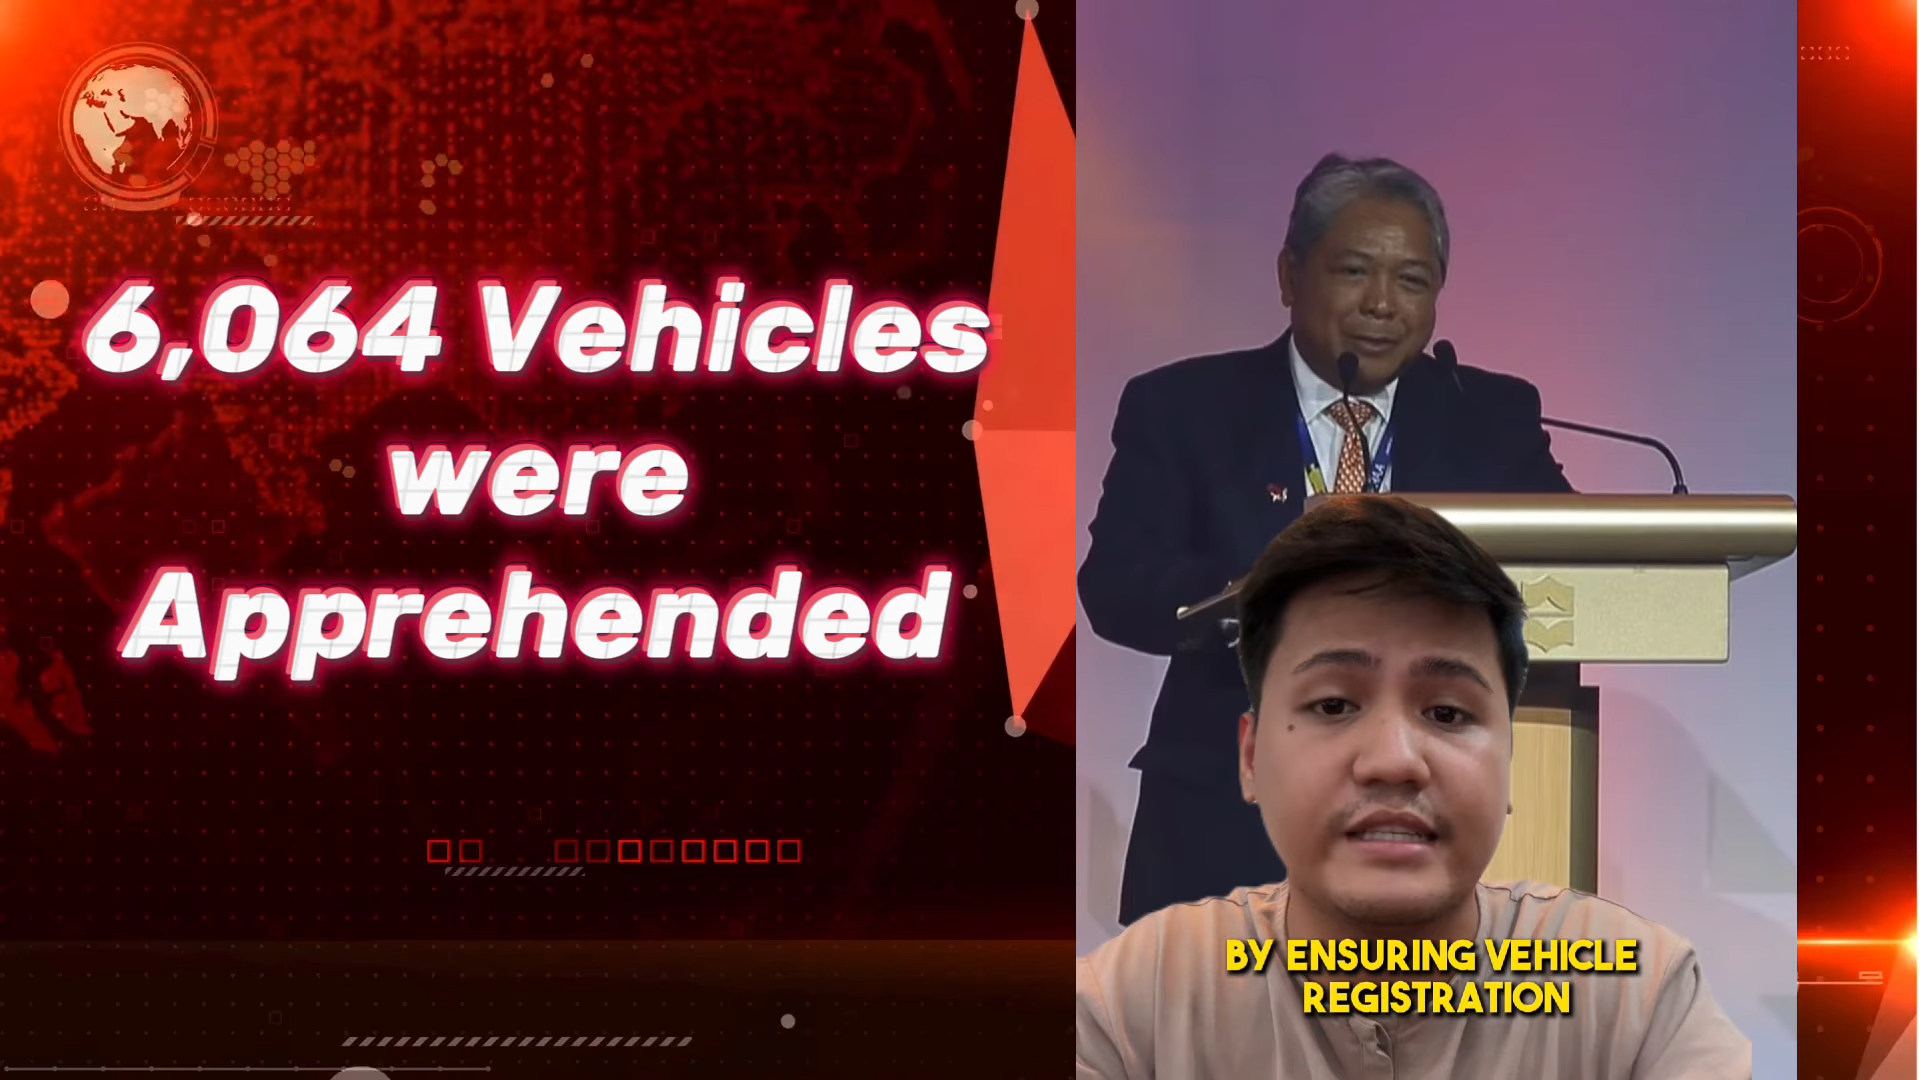 6,064 Vehicles
were
Apprehended
BY ENSURING VEHICLE
REGISTRATION